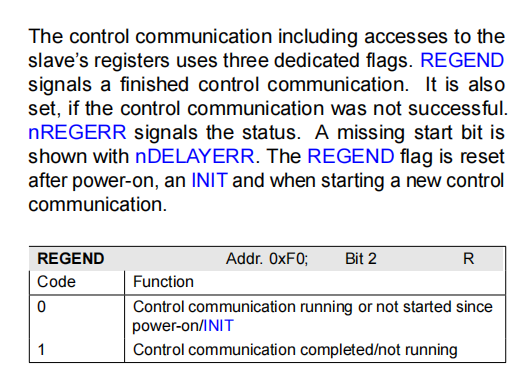 The control communication including accesses to the
slave's registers uses three dedicated flags. REGEND
signals a finished control communication. It is also
set, if the control communication was not successful.
nREGERR signals the status. A missing start bit is
shown with nDELAYERR. The REGEND flag is reset
after power-on, an INIT and when starting a new control
communication.
REGEND Addr. 0xF0; Bit 2 R
Code Function
0 Control communication running or not started since
power-on/INIT
1 Control communication completed/not running